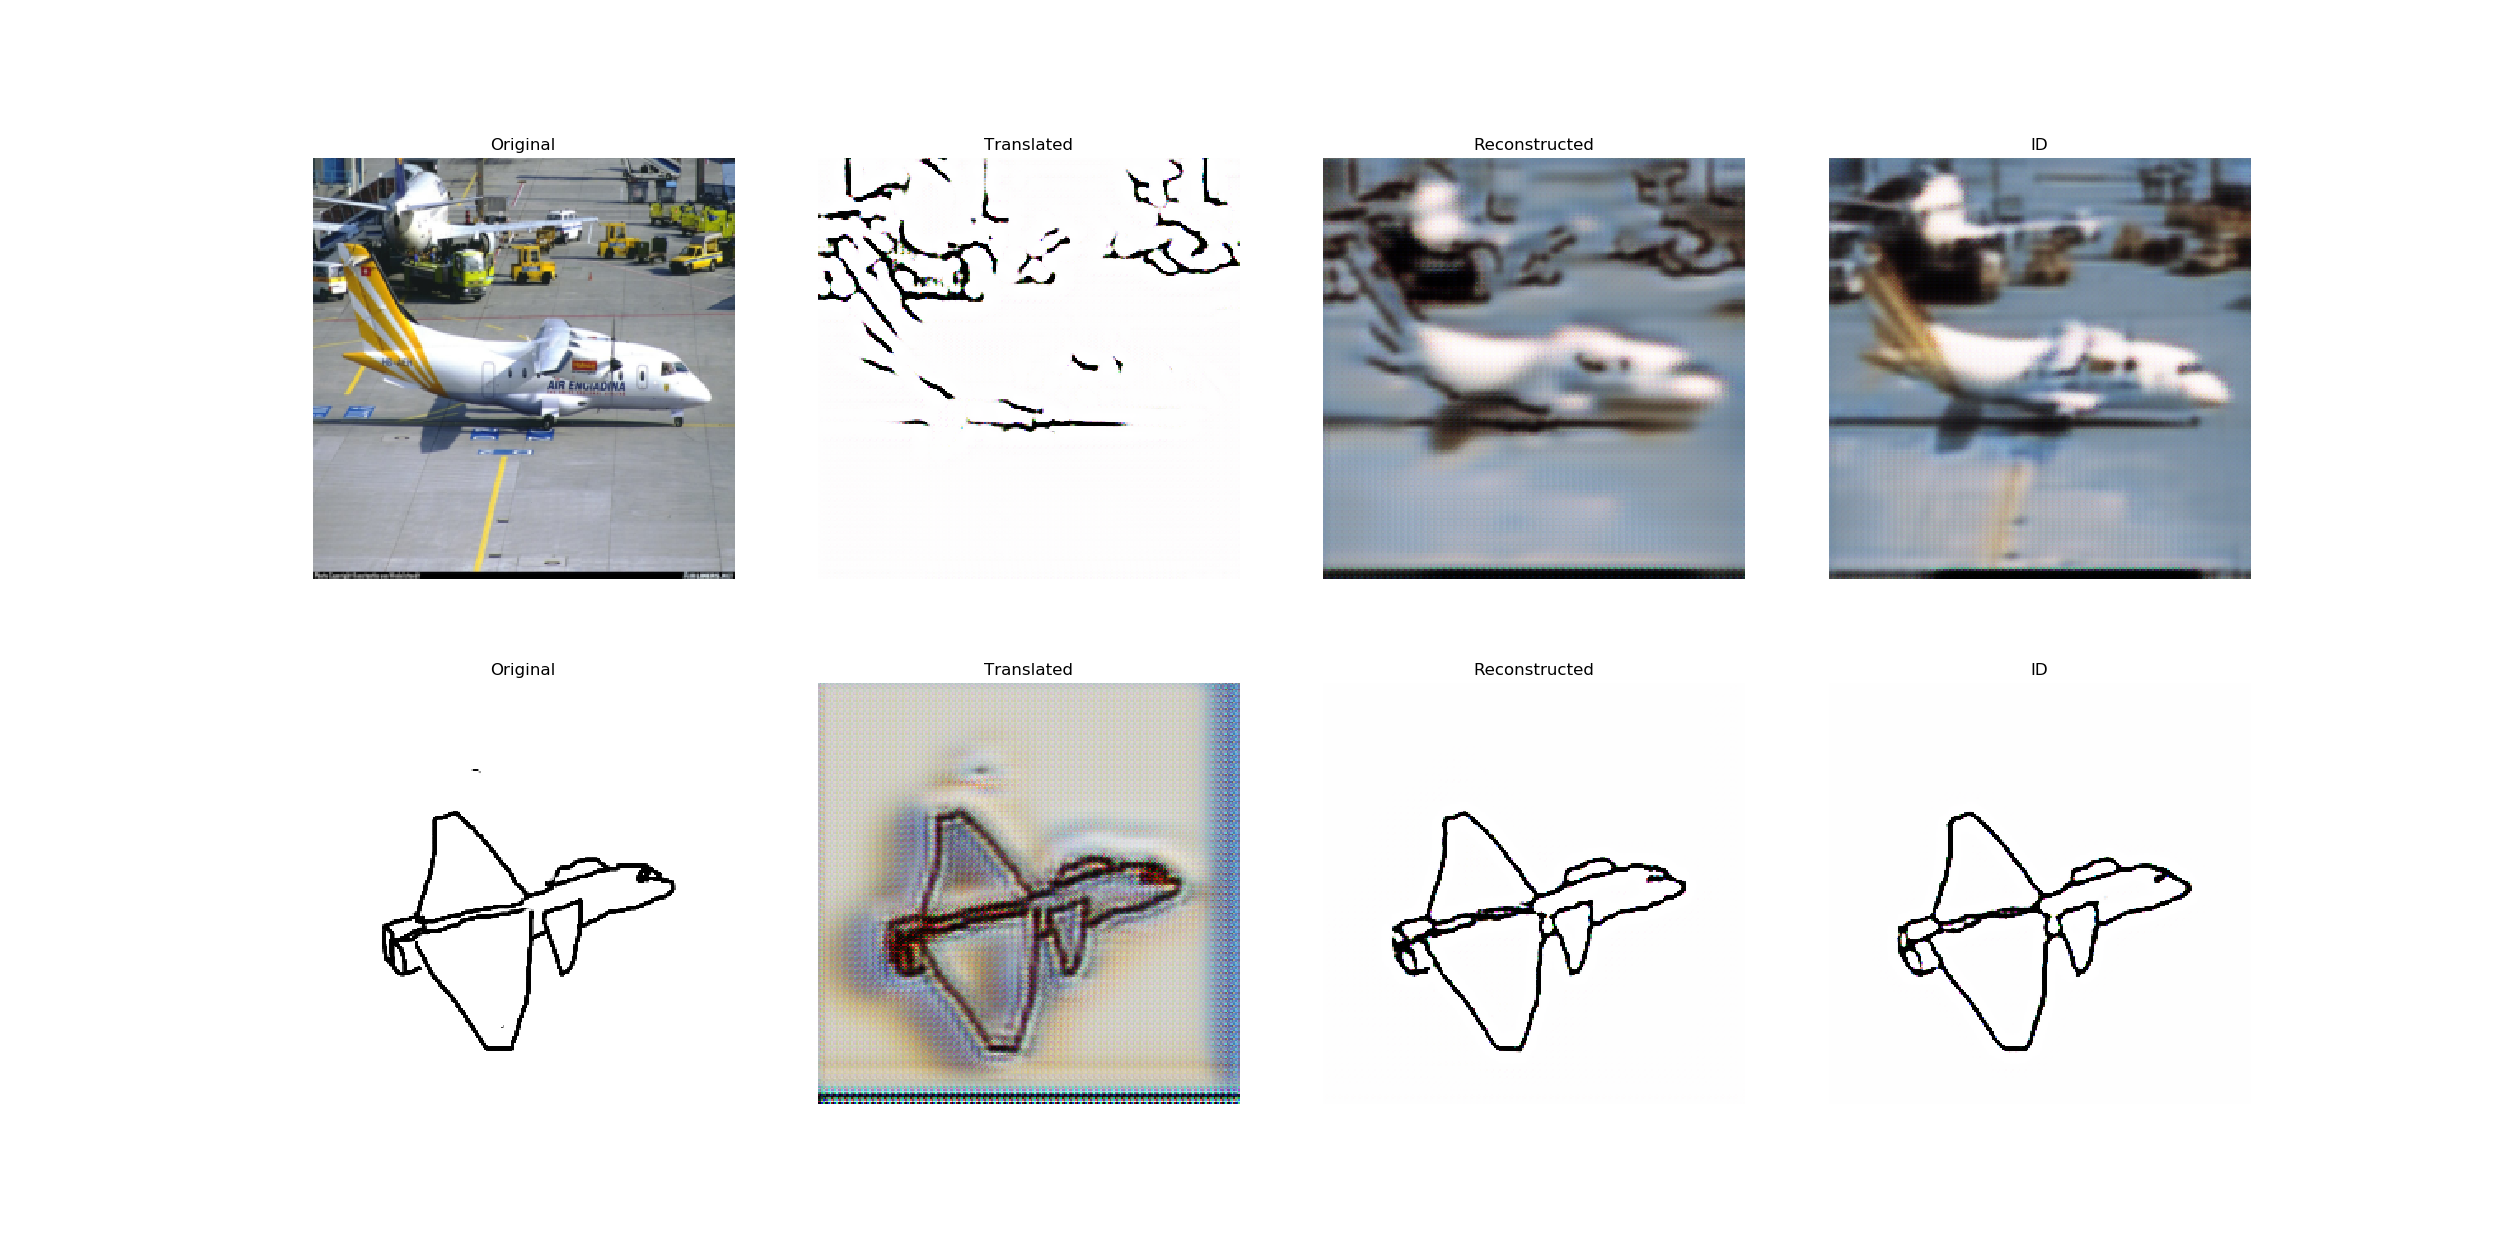 Original
Translated
Reconstructed
ID
AIR ENGIADINA
Original
Translated
Reconstructed
ID